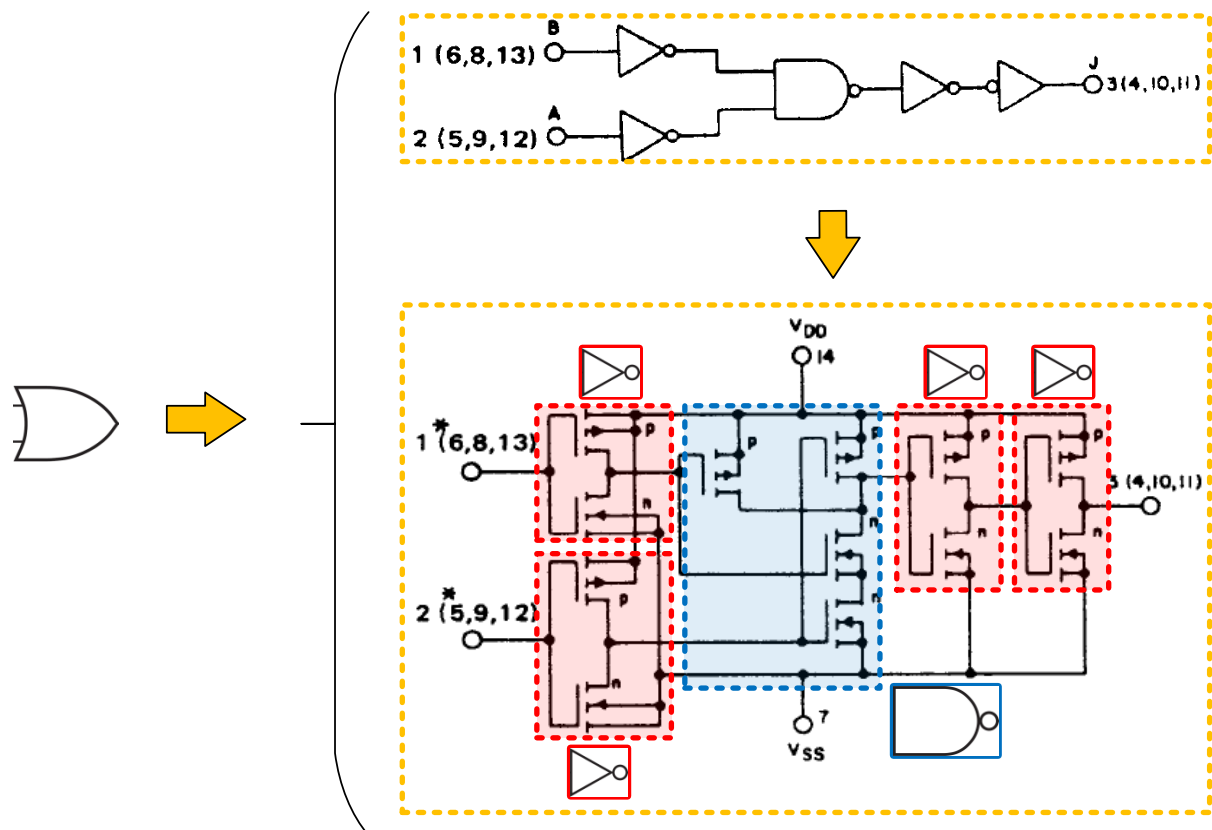 B
1 (6,8,13)
J
3(4,10,11)
A
2 (5,9,12)
VDD
14
*
1 (6,8,13)
p
p
p
p
p
3 (4,10,11)
n
n
n
n
*
2 (5,9,12)
p
n
n
7
VSS